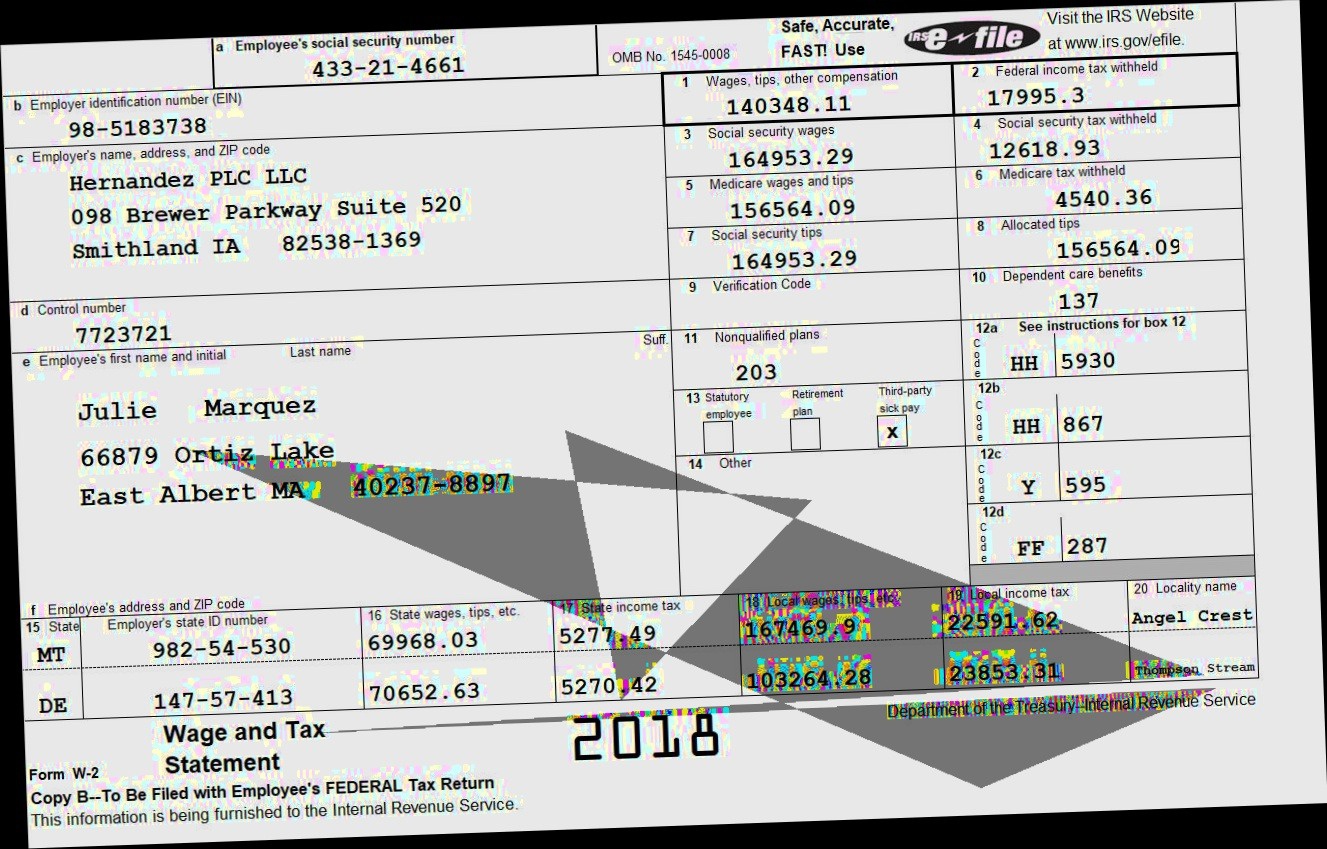 a Employee's social security number
433-21-4661
OMB No. 1545-0008
Safe, Accurate,
FAST! Use
IRS e-file
Visit the IRS Website
at www.irs.gov/efile.
b Employer identification number (EIN)
98-5183738
1 Wages, tips, other compensation
140348.11
2 Federal income tax withheld
17995.3
c Employer's name, address, and ZIP code
Hernandez PLC LLC
098 Brewer Parkway Suite 520
Smithland IA 82538-1369
3 Social security wages
164953.29
4 Social security tax withheld
12618.93
5 Medicare wages and tips
156564.09
6 Medicare tax withheld
4540.36
7 Social security tips
164953.29
8 Allocated tips
156564.09
d Control number
7723721
9 Verification Code
10 Dependent care benefits
137
e Employee's first name and initial Last name Suff.
Julie Marquez
66879 Ortiz Lake
East Albert MA 40237-8897
11 Nonqualified plans
203
12a See instructions for box 12
Code HH 5930
13 Statutory employee Retirement plan Third-party sick pay
x
12b
Code HH 867
14 Other
12c
Code Y 595
12d
Code FF 287
f Employee's address and ZIP code
15 State Employer's state ID number 16 State wages, tips, etc. 17 State income tax 18 Local wages, tips, etc. 19 Local income tax 20 Locality name
MT 982-54-530 69968.03 5277.49 167469.9 22591.62 Angel Crest
DE 147-57-413 70652.63 5270.42 103264.28 23853.31 Thompson Stream
Form W-2
Wage and Tax
Statement
2018
Department of the Treasury--Internal Revenue Service
Copy B--To Be Filed with Employee's FEDERAL Tax Return
This information is being furnished to the Internal Revenue Service.